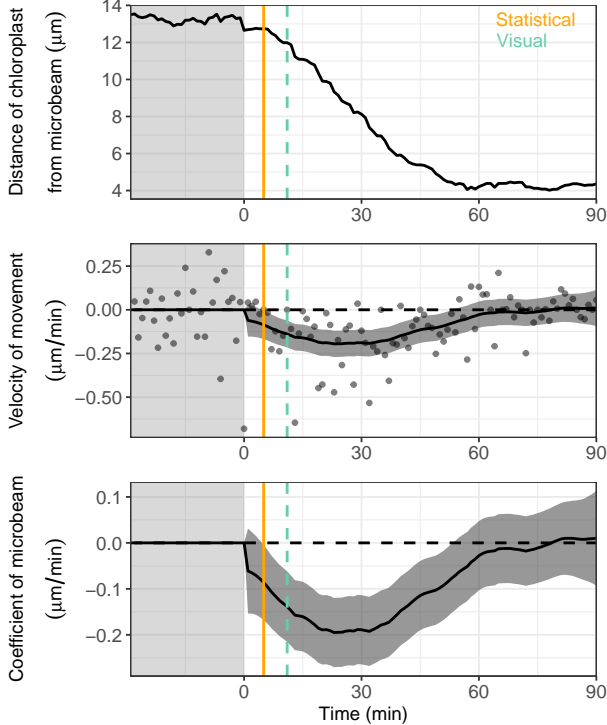 Distance of chloroplast
from microbeam (μm)
14
12
10
8
6
4
Statistical
Visual
0
30
60
90
Velocity of movement
(μm/min)
0.25
0.00
−0.25
−0.50
0
30
60
90
Coefficient of microbeam
(μm/min)
0.1
0.0
−0.1
−0.2
0
30
60
90
Time (min)